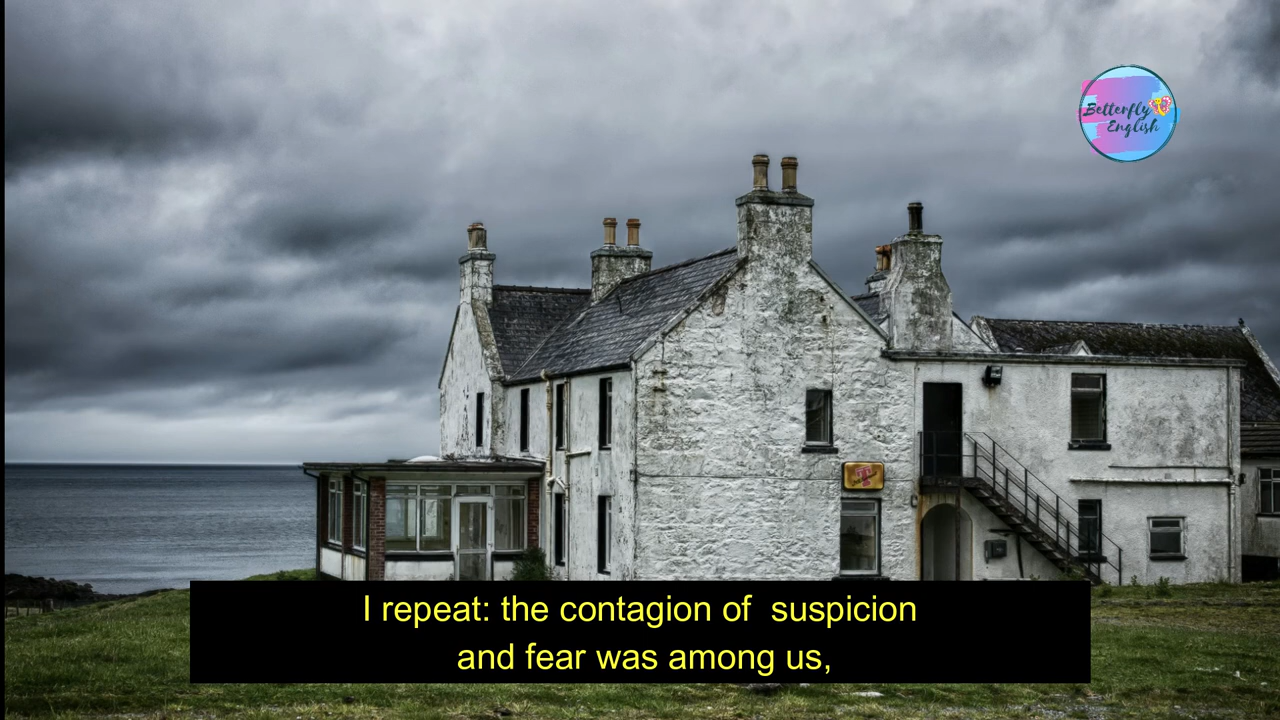 Betterfly
English
T
I repeat: the contagion of  suspicion
and fear was among us,